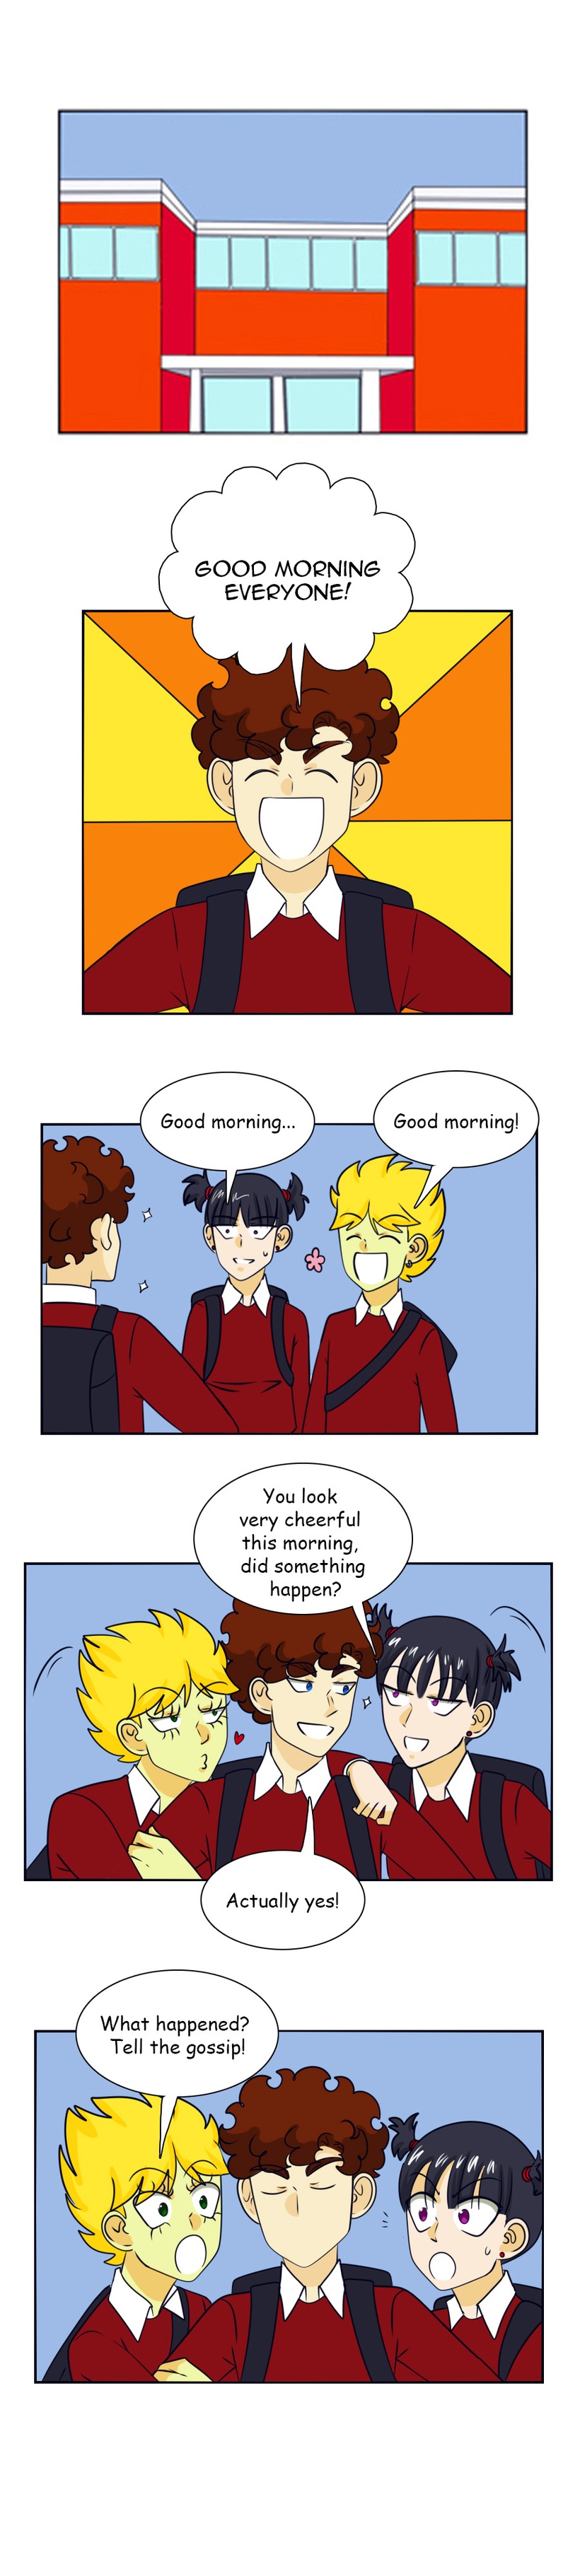 GOOD MORNING
EVERYONE!
Good morning...
Good morning!
You look
very cheerful
this morning,
did something
happen?
Actually yes!
What happened?
Tell the gossip!